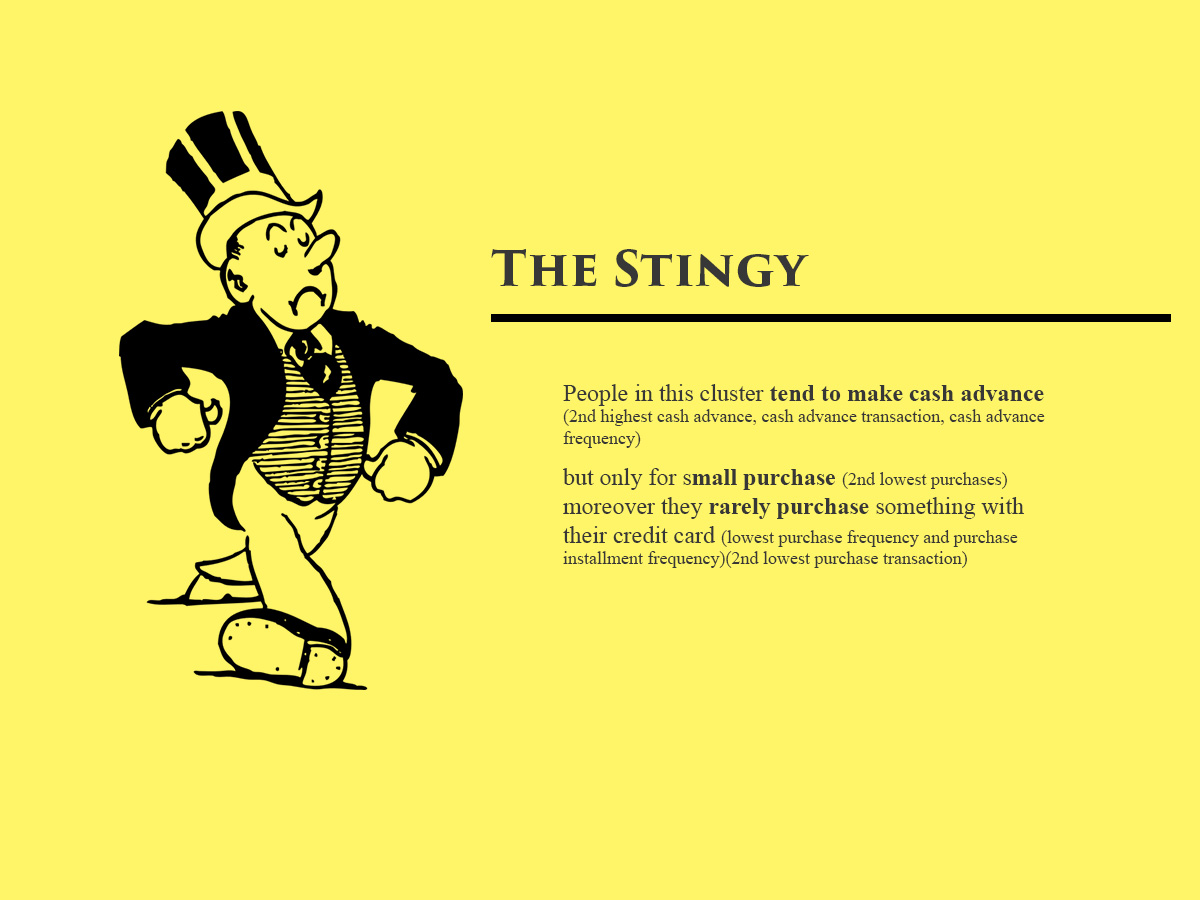 The Stingy
People in this cluster tend to make cash advance
(2nd highest cash advance, cash advance transaction, cash advance
frequency)
but only for small purchase (2nd lowest purchases)
moreover they rarely purchase something with
their credit card (lowest purchase frequency and purchase
installment frequency)(2nd lowest purchase transaction)